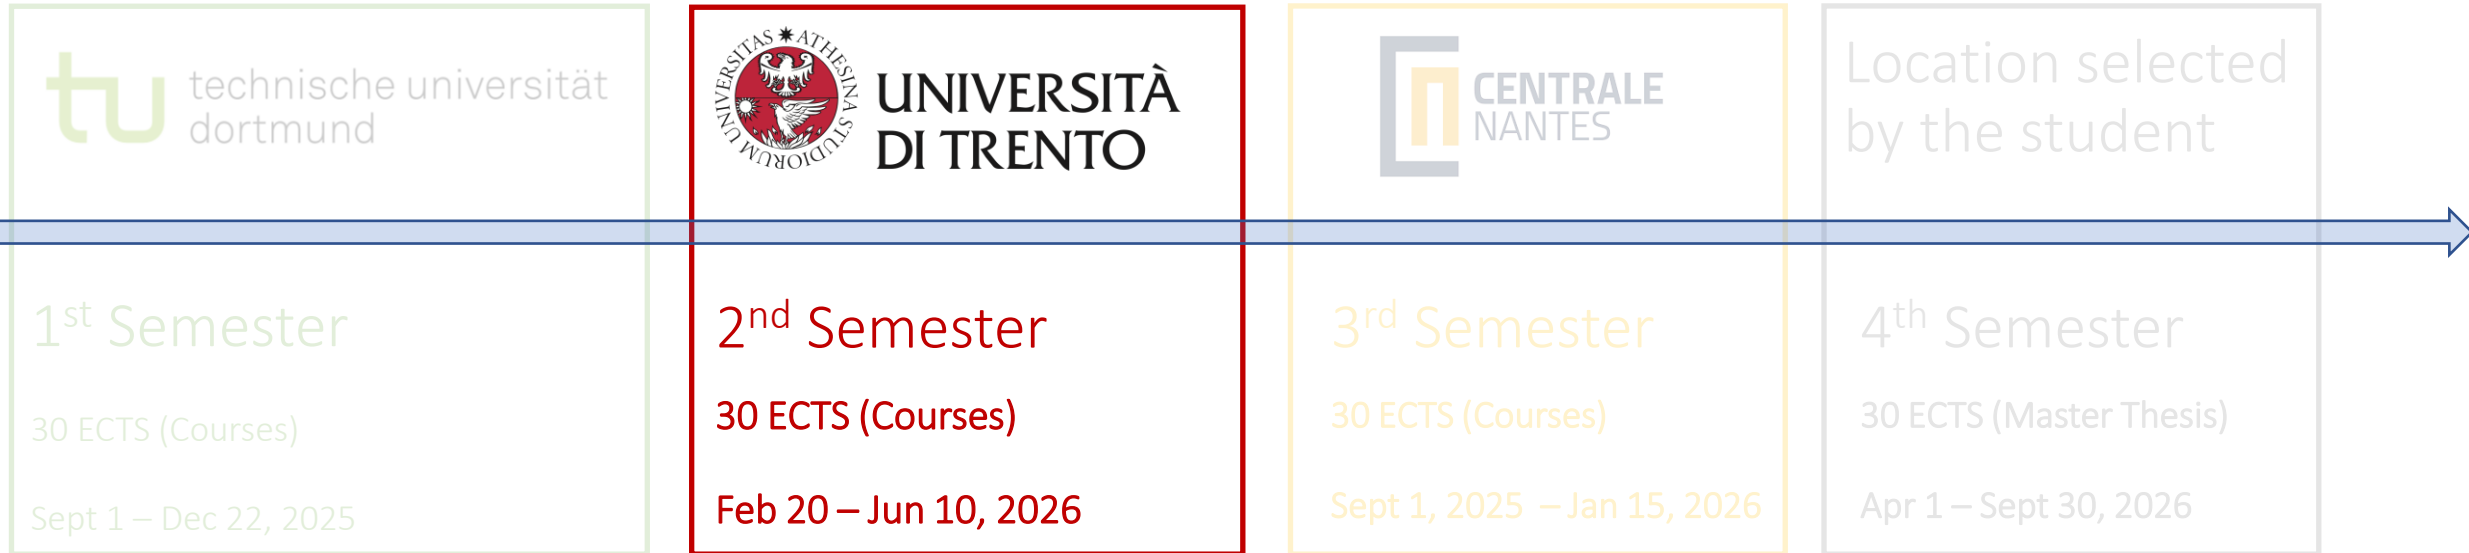 technische universität
dortmund
1st Semester
30 ECTS (Courses)
Sept 1 – Dec 22, 2025
UNIVERSITAS ATHESINA STUDIORUM
UNIVERSITÀ
DI TRENTO
2nd Semester
30 ECTS (Courses)
Feb 20 – Jun 10, 2026
CENTRALE
NANTES
3rd Semester
30 ECTS (Courses)
Sept 1, 2025 – Jan 15, 2026
Location selected
by the student
4th Semester
30 ECTS (Master Thesis)
Apr 1 – Sept 30, 2026